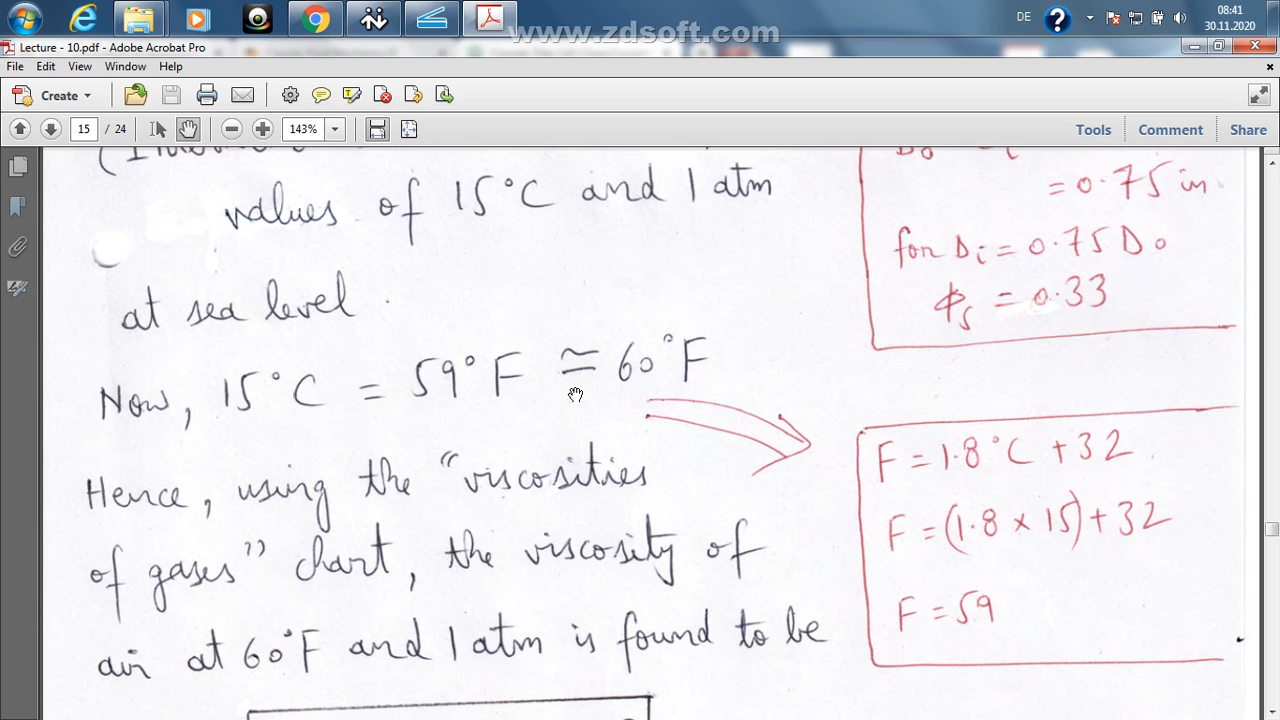 www.zdsoft.com
DE
08:41
30.11.2020
Lecture - 10.pdf - Adobe Acrobat Pro
File Edit View Window Help
Create
15 / 24
143%
Tools Comment Share
values of 15°C and 1 atm
at sea level.
Now, 15°C = 59°F ≅ 60°F
Hence, using the "viscosities
of gases" chart, the viscosity of
air at 60°F and 1 atm is found to be
= 0.75 in
for Di = 0.75 Do
ϕs = 0.33
F = 1.8°C + 32
F = (1.8 × 15) + 32
F = 59